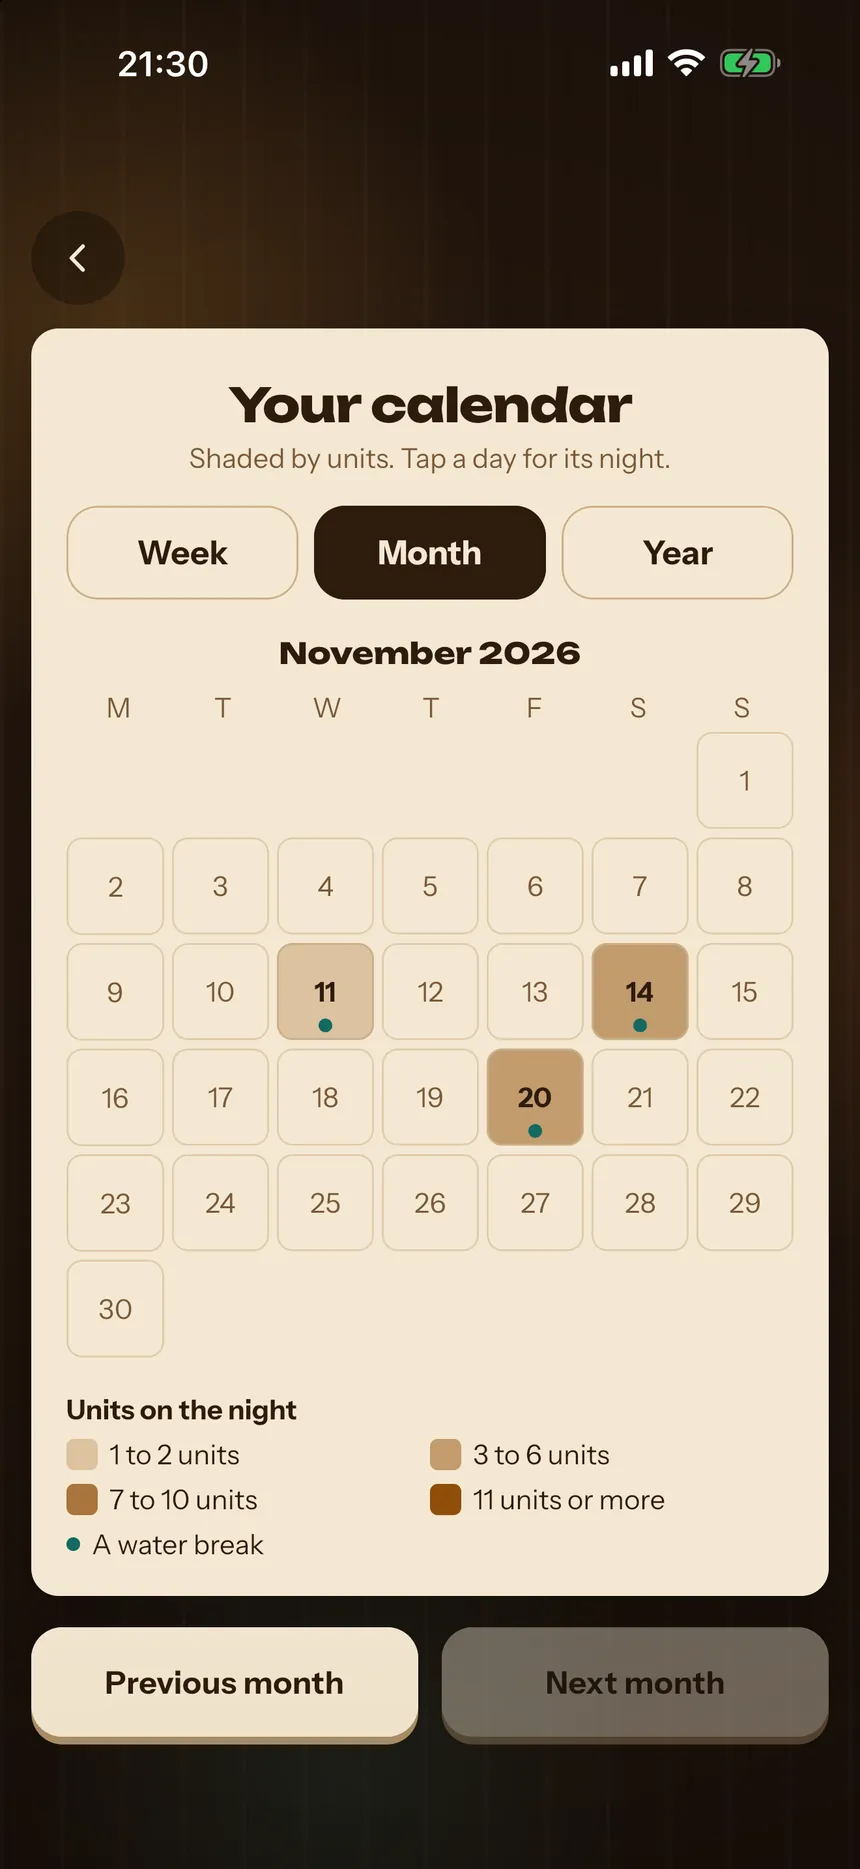 21:30
Your calendar
Shaded by units. Tap a day for its night.
Week Month Year
November 2026
M T W T F S S
1
2 3 4 5 6 7 8
9 10 11 12 13 14 15
16 17 18 19 20 21 22
23 24 25 26 27 28 29
30
Units on the night
1 to 2 units 3 to 6 units
7 to 10 units 11 units or more
A water break
Previous month Next month